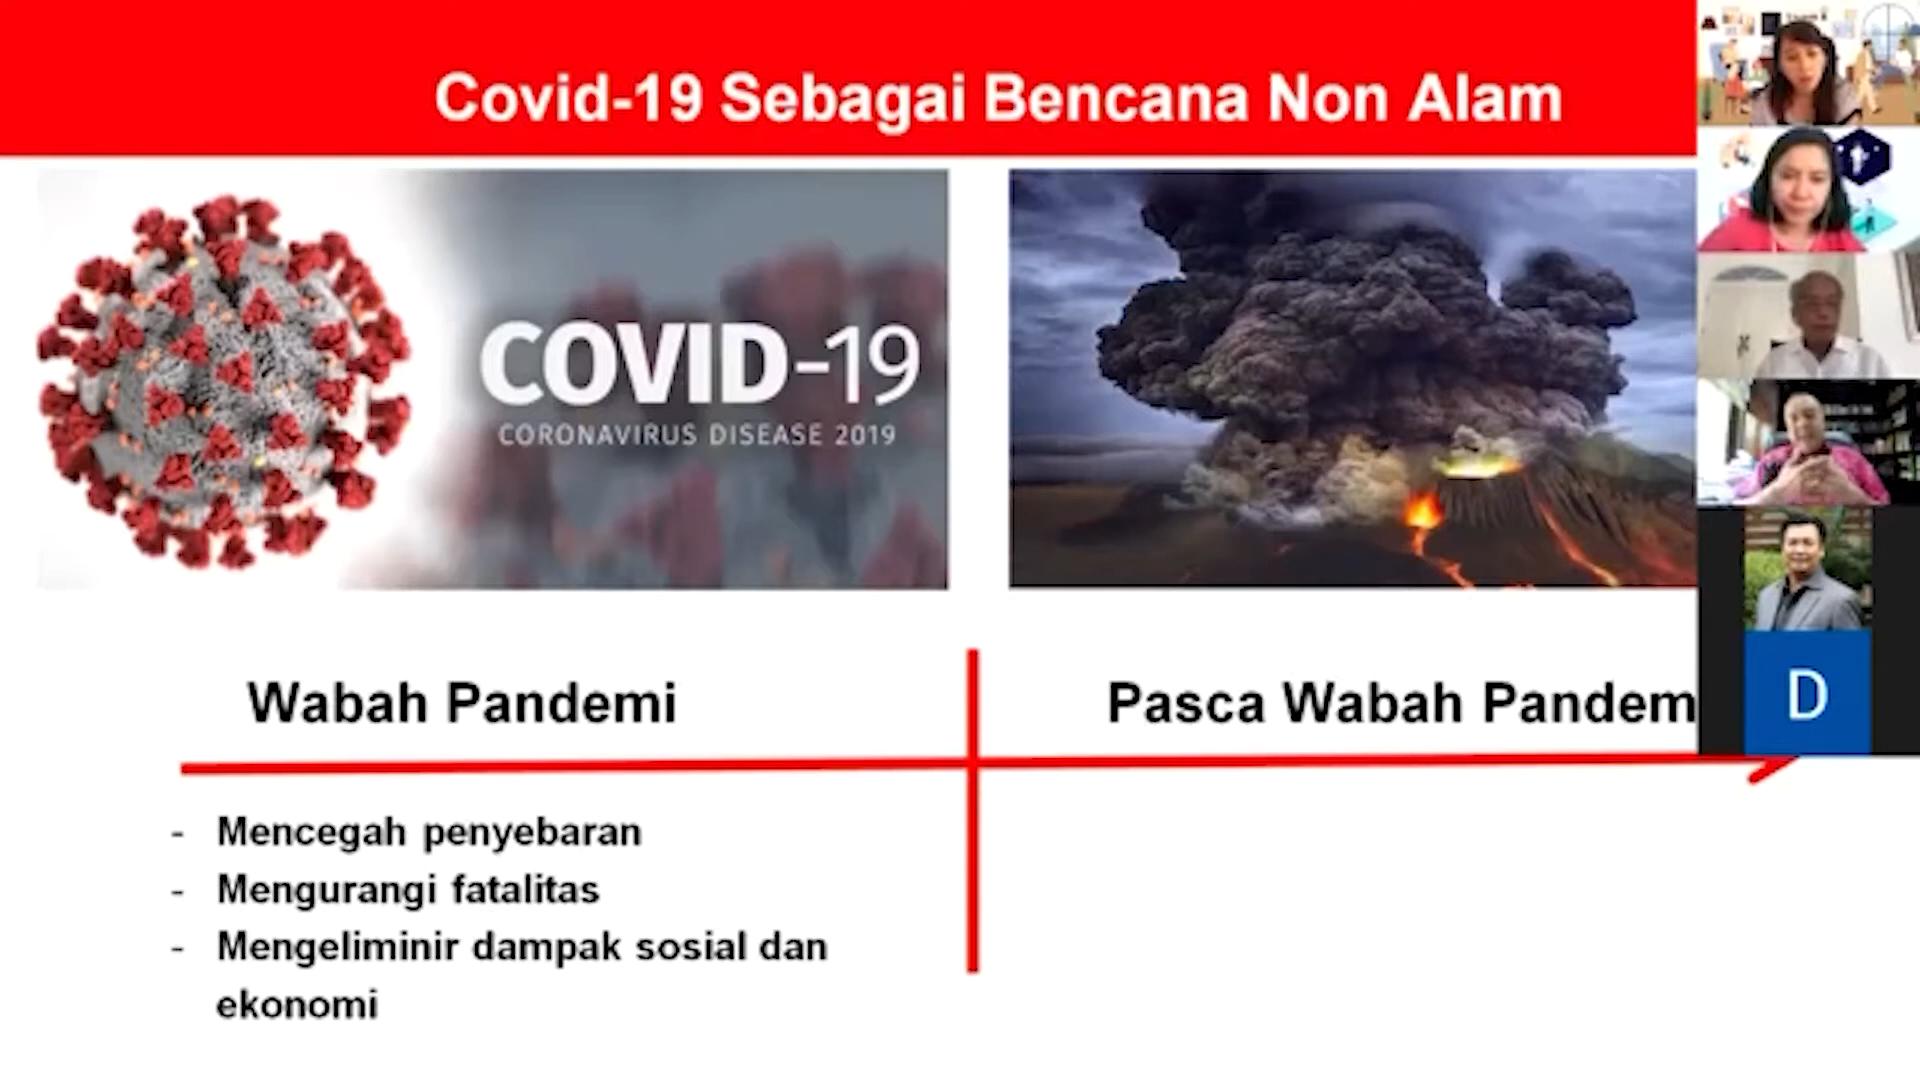 Covid-19 Sebagai Bencana Non Alam
COVID-19
CORONAVIRUS DISEASE 2019
Wabah Pandemi
Pasca Wabah Pandem
D
- Mencegah penyebaran
- Mengurangi fatalitas
- Mengeliminir dampak sosial dan
ekonomi